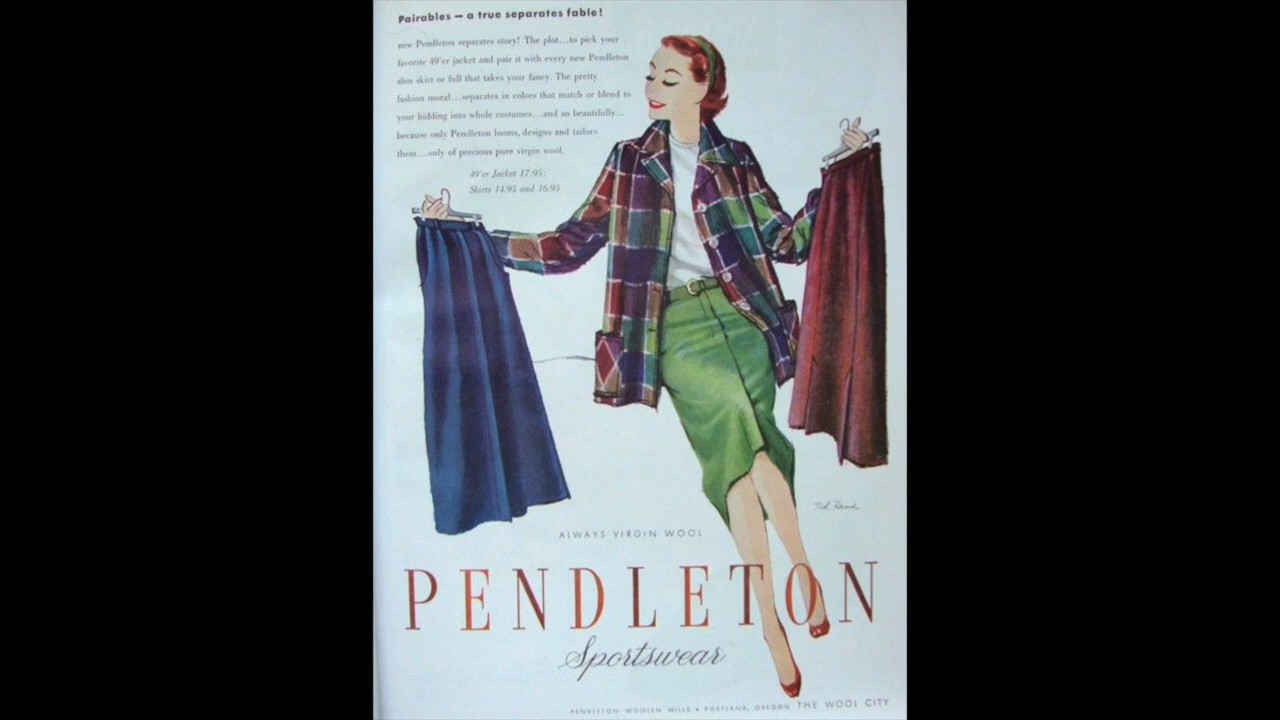 Pairables — a true separates fable!
new Pendleton separates story! The plot...to pick your
favorite 49'er jacket and pair it with every new Pendleton
slim skirt or full that takes your fancy. The pretty
fashion moral...separates in colors that match or blend to
your bidding into whole costumes...and so beautifully...
because only Pendleton looms, designs and tailors
them...only of precious pure virgin wool.
49'er Jacket 17.95;
Skirts 14.95 and 16.95
Ted Rand
ALWAYS VIRGIN WOOL
PENDLETON
Sportswear
PENDLETON WOOLEN MILLS • PORTLAND, OREGON THE WOOL CITY